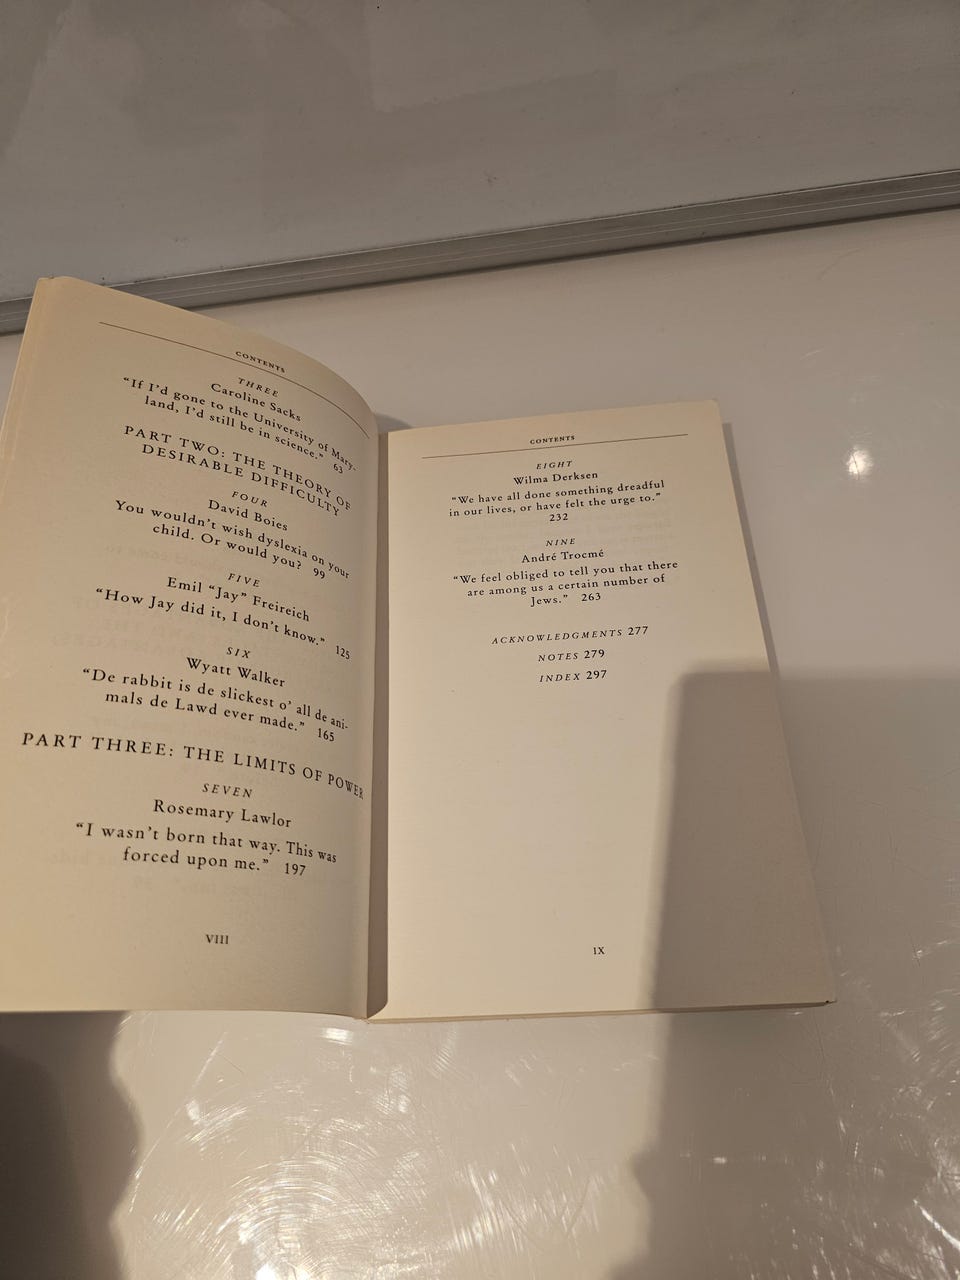 CONTENTS
THREE
Caroline Sacks
“If I’d gone to the University of Mary-
land, I’d still be in science.” 63
PART TWO: THE THEORY OF
DESIRABLE DIFFICULTY
FOUR
David Boies
You wouldn’t wish dyslexia on your
child. Or would you? 99
FIVE
Emil “Jay” Freireich
“How Jay did it, I don’t know.” 125
SIX
Wyatt Walker
“De rabbit is de slickest o’ all de ani-
mals de Lawd ever made.” 165
PART THREE: THE LIMITS OF POWER
SEVEN
Rosemary Lawlor
“I wasn’t born that way. This was
forced upon me.” 197
VIII
CONTENTS
EIGHT
Wilma Derksen
“We have all done something dreadful
in our lives, or have felt the urge to.”
232
NINE
André Trocmé
“We feel obliged to tell you that there
are among us a certain number of
Jews.” 263
ACKNOWLEDGMENTS 277
NOTES 279
INDEX 297
IX